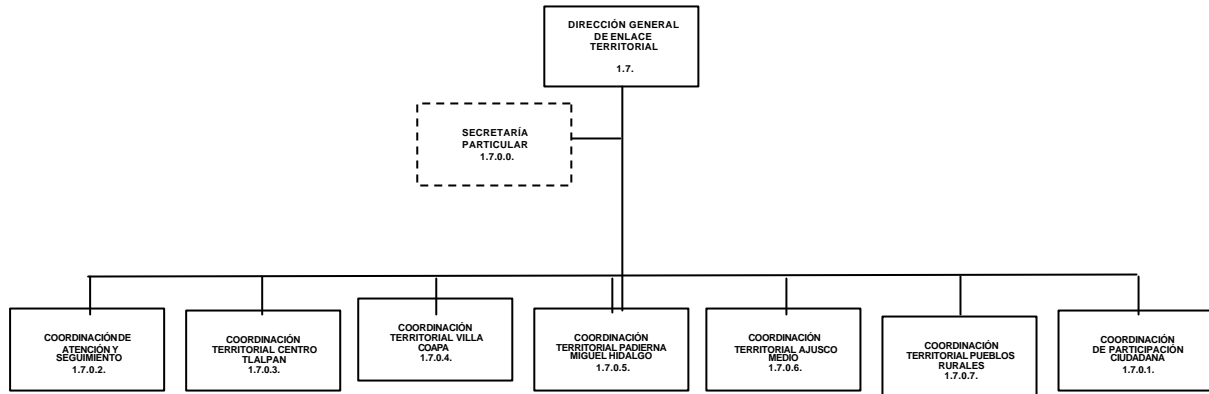 DIRECCIÓN GENERAL
DE ENLACE
TERRITORIAL
1.7.
SECRETARÍA
PARTICULAR
1.7.0.0.
COORDINACIÓN DE
ATENCIÓN Y
SEGUIMIENTO
1.7.0.2.
COORDINACIÓN
TERRITORIAL CENTRO
TLALPAN
1.7.0.3.
COORDINACIÓN
TERRITORIAL VILLA
COAPA
1.7.0.4.
COORDINACIÓN
TERRITORIAL PADIERNA
MIGUEL HIDALGO
1.7.0.5.
COORDINACIÓN
TERRITORIAL AJUSCO
MEDIO
1.7.0.6.
COORDINACIÓN
TERRITORIAL PUEBLOS
RURALES
1.7.0.7.
COORDINACIÓN
DE PARTICIPACIÓN
CIUDADANA
1.7.0.1.